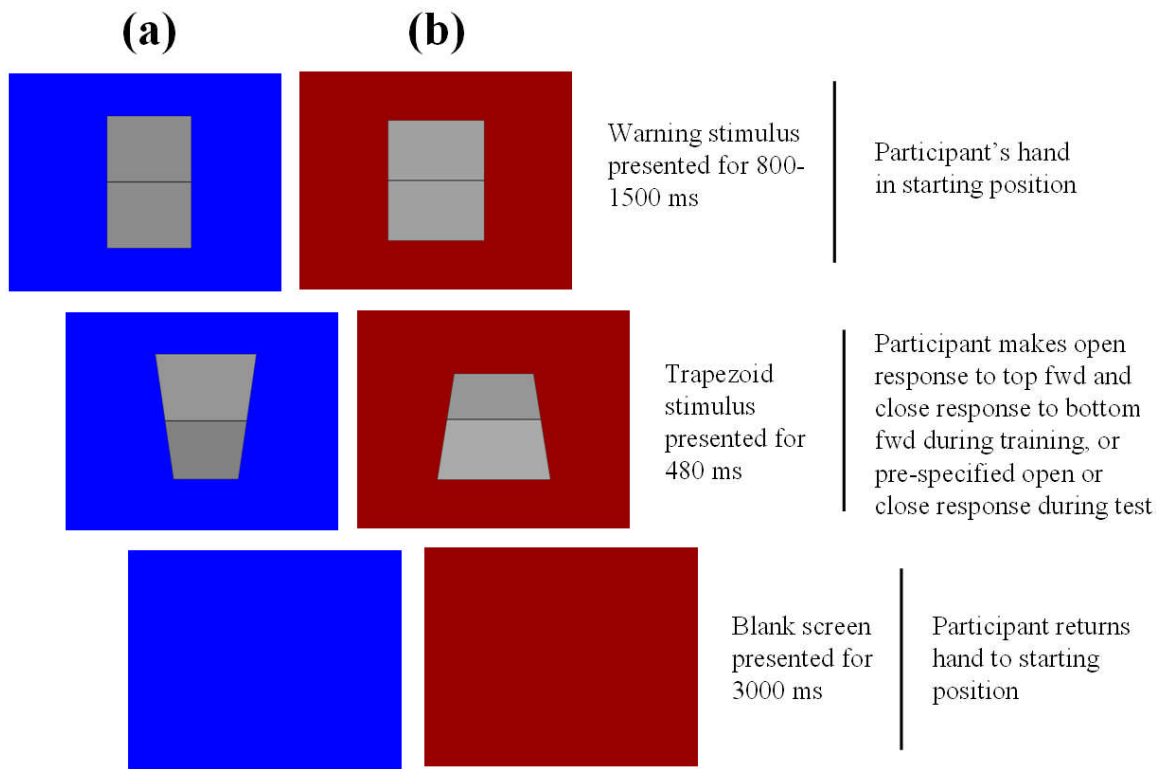 (a)
(b)
Warning stimulus
presented for 800-
1500 ms
Participant’s hand
in starting position
Trapezoid
stimulus
presented for
480 ms
Participant makes open
response to top fwd and
close response to bottom
fwd during training, or
pre-specified open or
close response during test
Blank screen
presented for
3000 ms
Participant returns
hand to starting
position